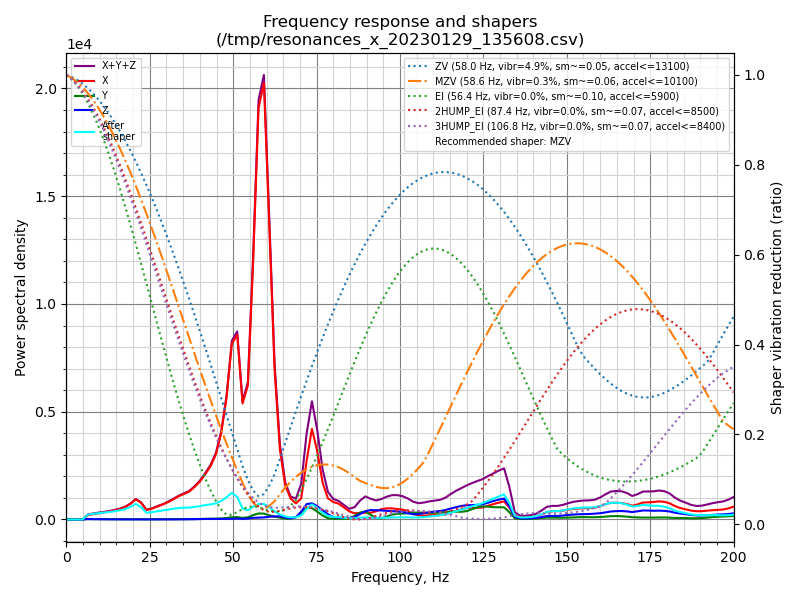 Frequency response and shapers
(/tmp/resonances_x_20230129_135608.csv)
1e4
X+Y+Z
X
Y
Z
After
shaper
ZV (58.0 Hz, vibr=4.9%, sm~=0.05, accel<=13100)
MZV (58.6 Hz, vibr=0.3%, sm~=0.06, accel<=10100)
EI (56.4 Hz, vibr=0.0%, sm~=0.10, accel<=5900)
2HUMP_EI (87.4 Hz, vibr=0.0%, sm~=0.07, accel<=8500)
3HUMP_EI (106.8 Hz, vibr=0.0%, sm~=0.07, accel<=8400)
Recommended shaper: MZV
Power spectral density
2.0
1.5
1.0
0.5
0.0
1.0
0.8
0.6
0.4
0.2
0.0
Shaper vibration reduction (ratio)
0 25 50 75 100 125 150 175 200
Frequency, Hz